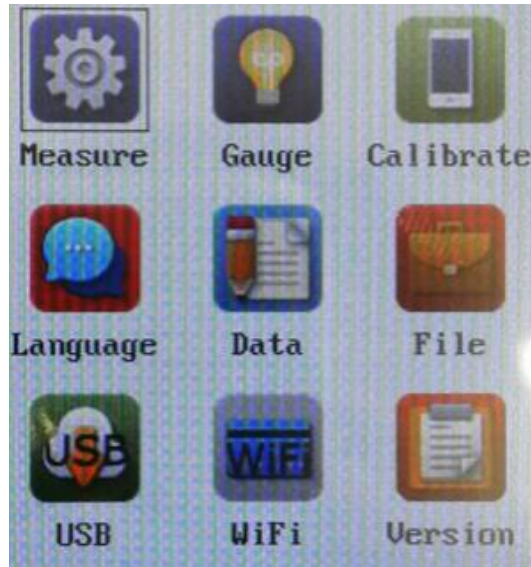 Measure Gauge Calibrate
Language Data File
USB
USB WiFi Version
WiFi